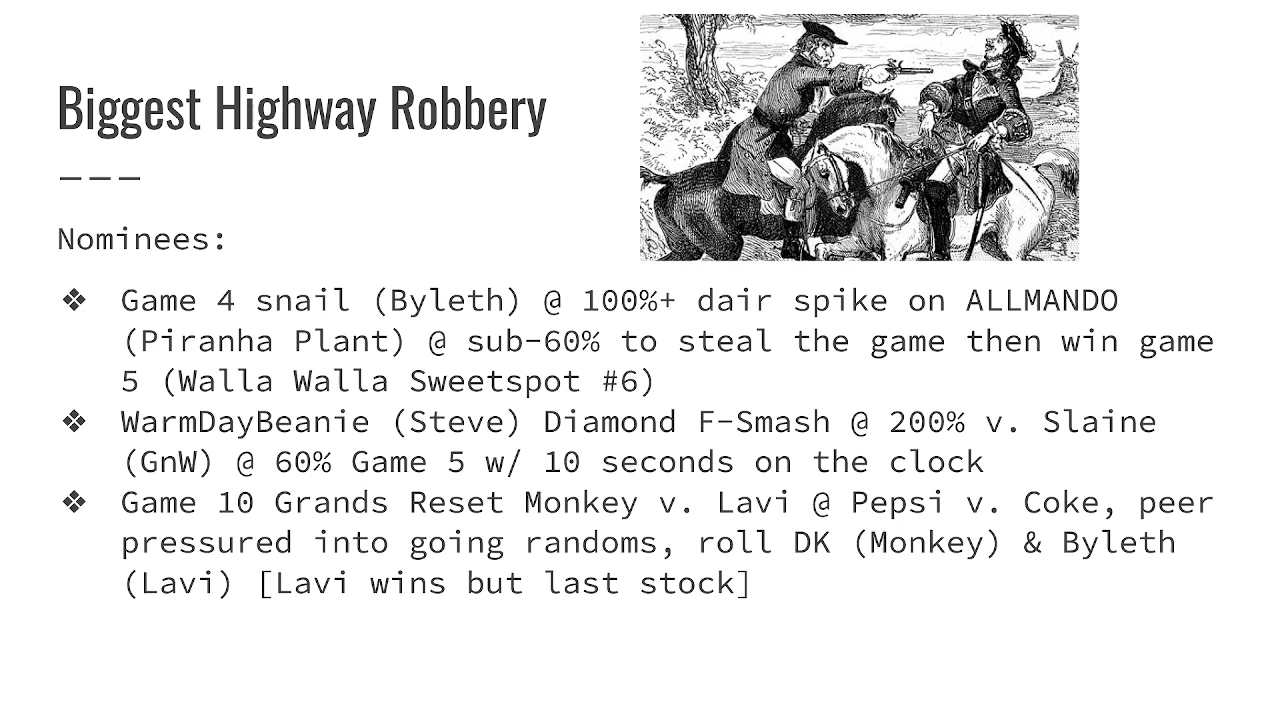 Biggest Highway Robbery
Nominees:
❖ Game 4 snail (Byleth) @ 100%+ dair spike on ALLMANDO
(Piranha Plant) @ sub-60% to steal the game then win game
5 (Walla Walla Sweetspot #6)
❖ WarmDayBeanie (Steve) Diamond F-Smash @ 200% v. Slaine
(GnW) @ 60% Game 5 w/ 10 seconds on the clock
❖ Game 10 Grands Reset Monkey v. Lavi @ Pepsi v. Coke, peer
pressured into going randoms, roll DK (Monkey) & Byleth
(Lavi) [Lavi wins but last stock]